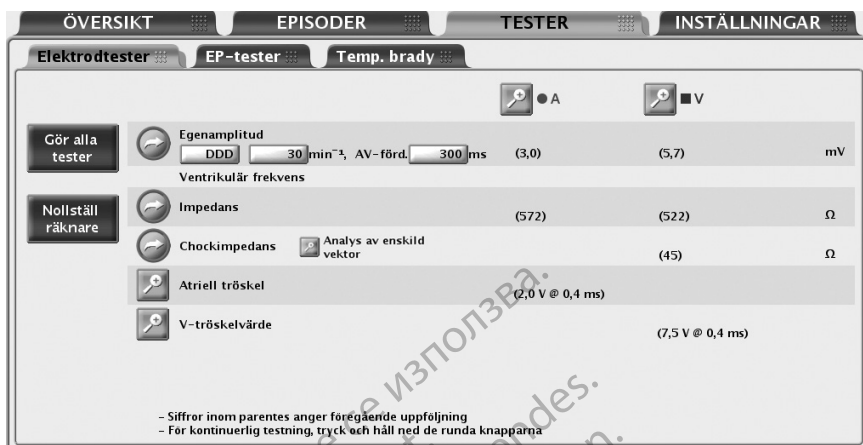 ÖVERSIKT EPISODER TESTER INSTÄLLNINGAR
Elektrodtester EP-tester Temp. brady
A V
Gör alla tester
Egenamplitud
DDD 30 min⁻¹, AV-förd. 300 ms (3,0) (5,7) mV
Ventrikulär frekvens
Nollställ räknare
Impedans (572) (522) Ω
Chockimpedans Analys av enskild vektor (45) Ω
Atriell tröskel (2,0 V @ 0,4 ms)
V-tröskelvärde (7,5 V @ 0,4 ms)
- Siffror inom parentes anger föregående uppföljning
- För kontinuerlig testning, tryck och håll ned de runda knapparna
се използва.